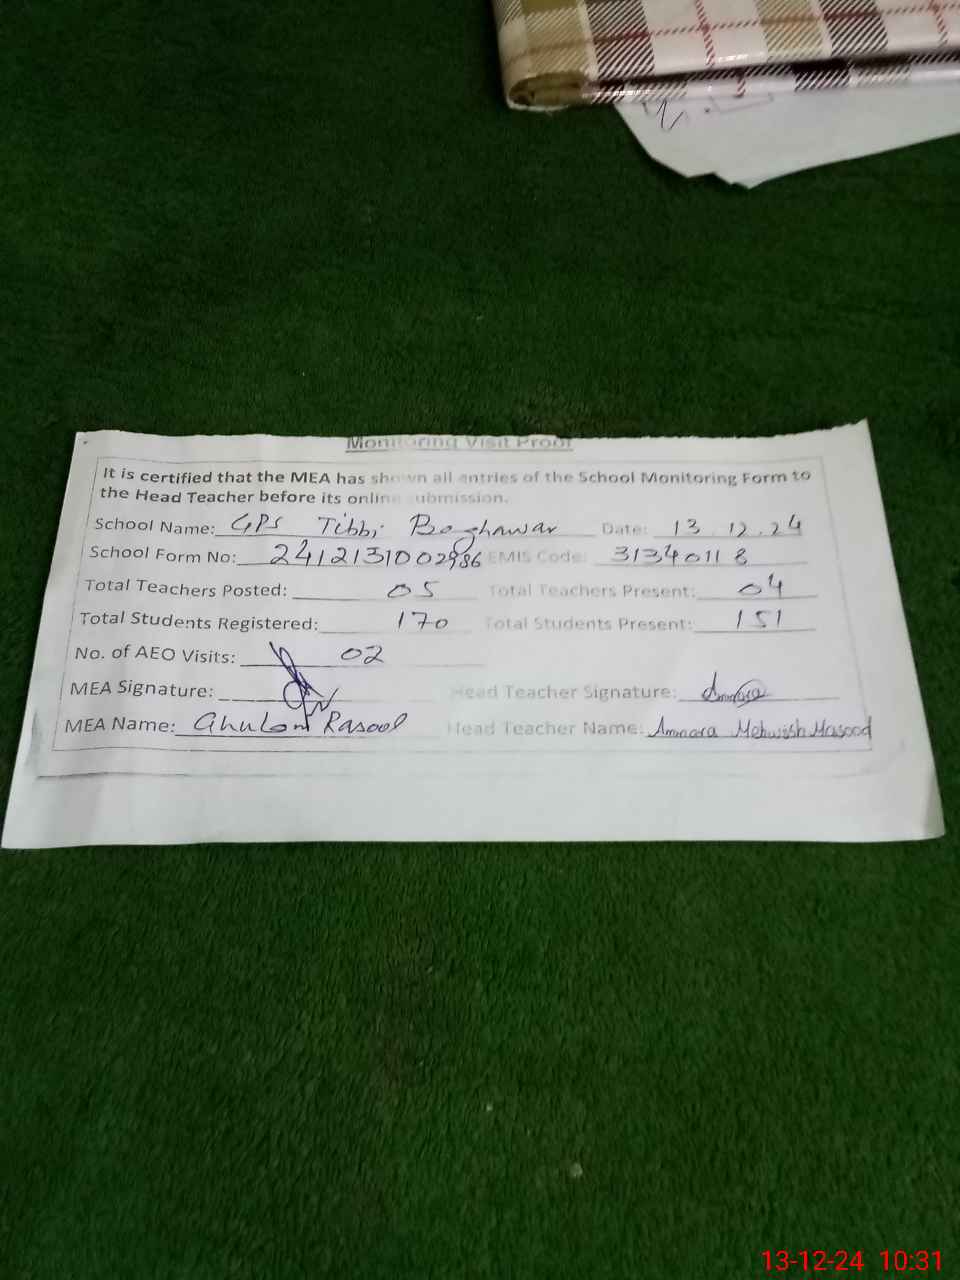 Monitoring Visit Proof
It is certified that the MEA has shown all entries of the School Monitoring Form to
the Head Teacher before its online submission.
School Name: GPS Tibbi Baghawar Date: 13.12.24
School Form No: 2412131002986 EMIS Code: 31340118
Total Teachers Posted: 05 Total Teachers Present: 04
Total Students Registered: 170 Total Students Present: 151
No. of AEO Visits: 02
MEA Signature: Head Teacher Signature: Ammara
MEA Name: Ghulam Rasool Head Teacher Name: Ammara Mehwish Masood
13-12-24 10:31